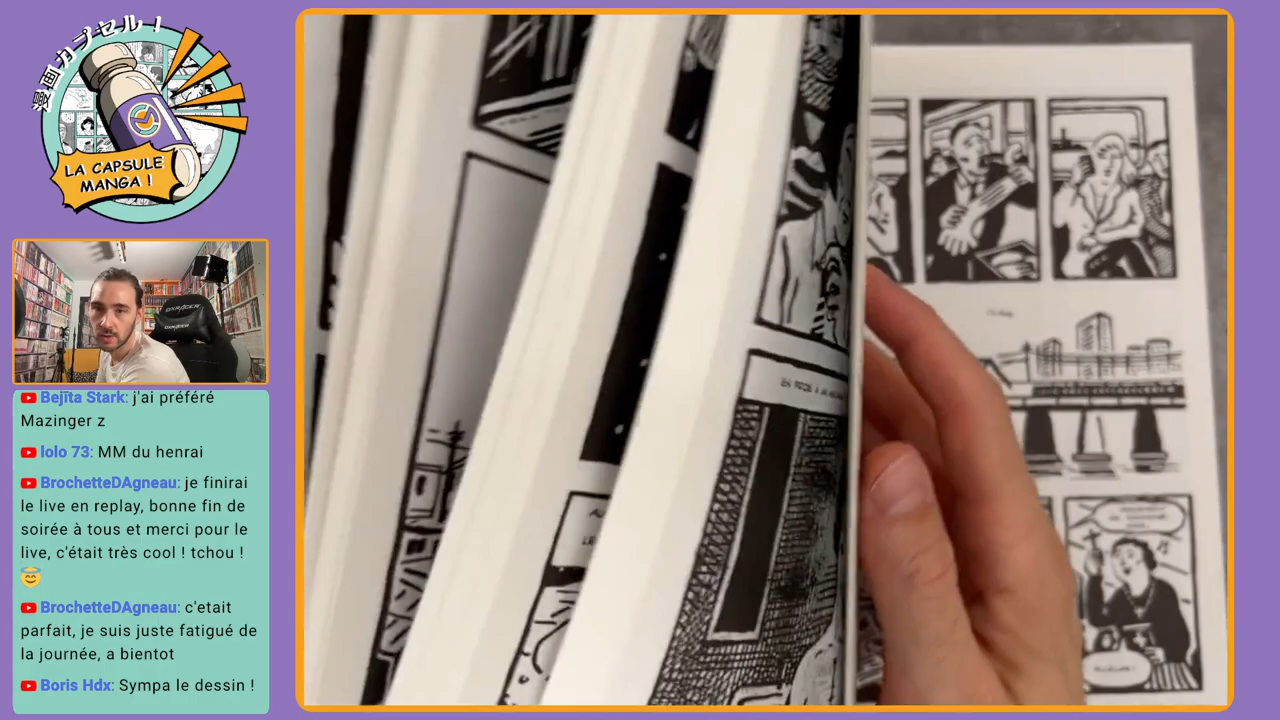 漫画カプセル!
LA CAPSULE
MANGA !
Bejîta Stark: j'ai préféré
Mazinger z
lolo 73: MM du henrai
BrochetteDAgneau: je finirai
le live en replay, bonne fin de
soirée à tous et merci pour le
live, c'était très cool ! tchou !
😇
BrochetteDAgneau: c'etait
parfait, je suis juste fatigué de
la journée, a bientot
Boris Hdx: Sympa le dessin !